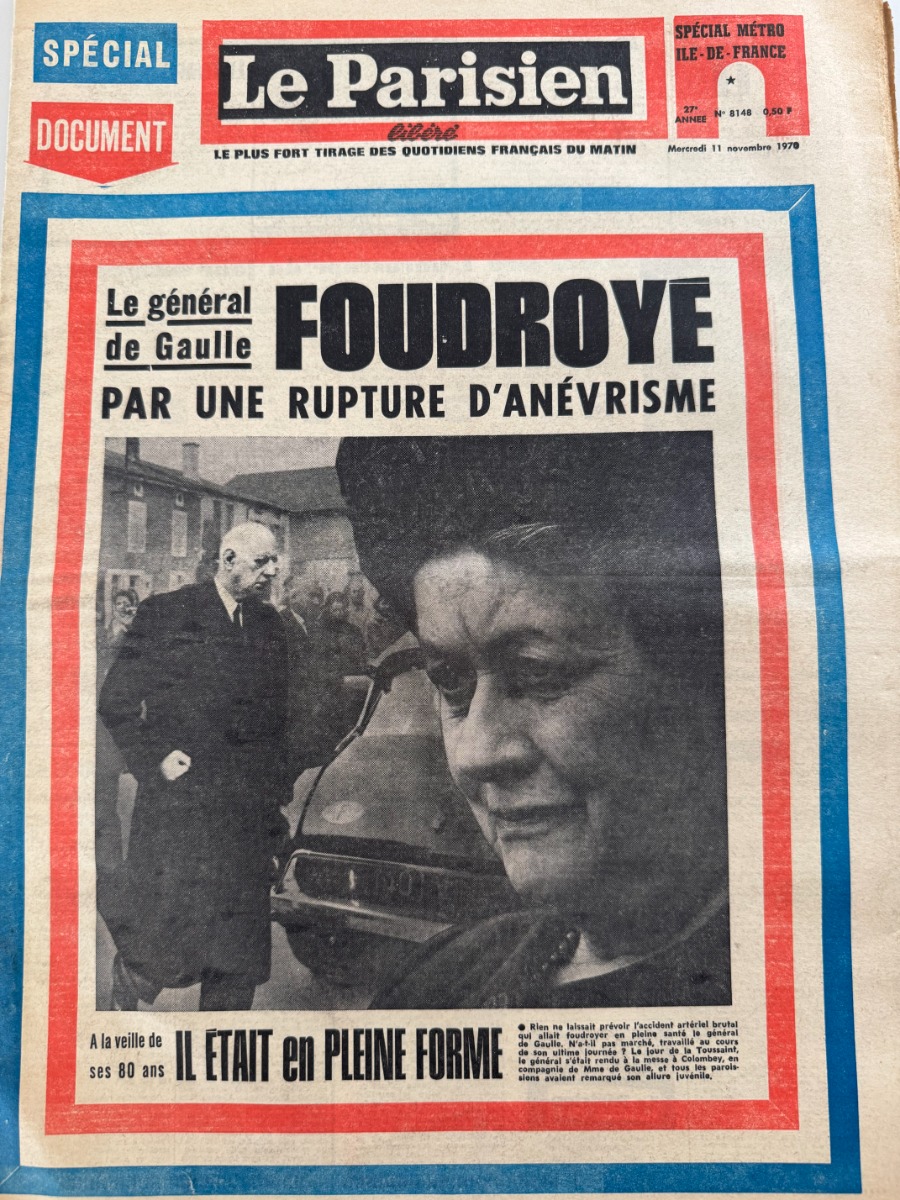 SPÉCIAL
DOCUMENT
Le Parisien
libéré
LE PLUS FORT TIRAGE DES QUOTIDIENS FRANÇAIS DU MATIN
SPÉCIAL MÉTRO
ILE-DE-FRANCE
27e ANNÉE N° 8148 0,50 F
Mercredi 11 novembre 1970
Le général
de Gaulle
FOUDROYÉ
PAR UNE RUPTURE D'ANÉVRISME
A la veille de
ses 80 ans
IL ÉTAIT en PLEINE FORME
● Rien ne laissait prévoir l'accident artériel brutal
qui allait foudroyer en pleine santé le général
de Gaulle. N'a-t-il pas marché, travaillé au cours
de son ultime journée ? Le jour de la Toussaint,
le général s'était rendu à la messe à Colombey, en
compagnie de Mme de Gaulle, et tous les parois-
siens avaient remarqué son allure juvénile.